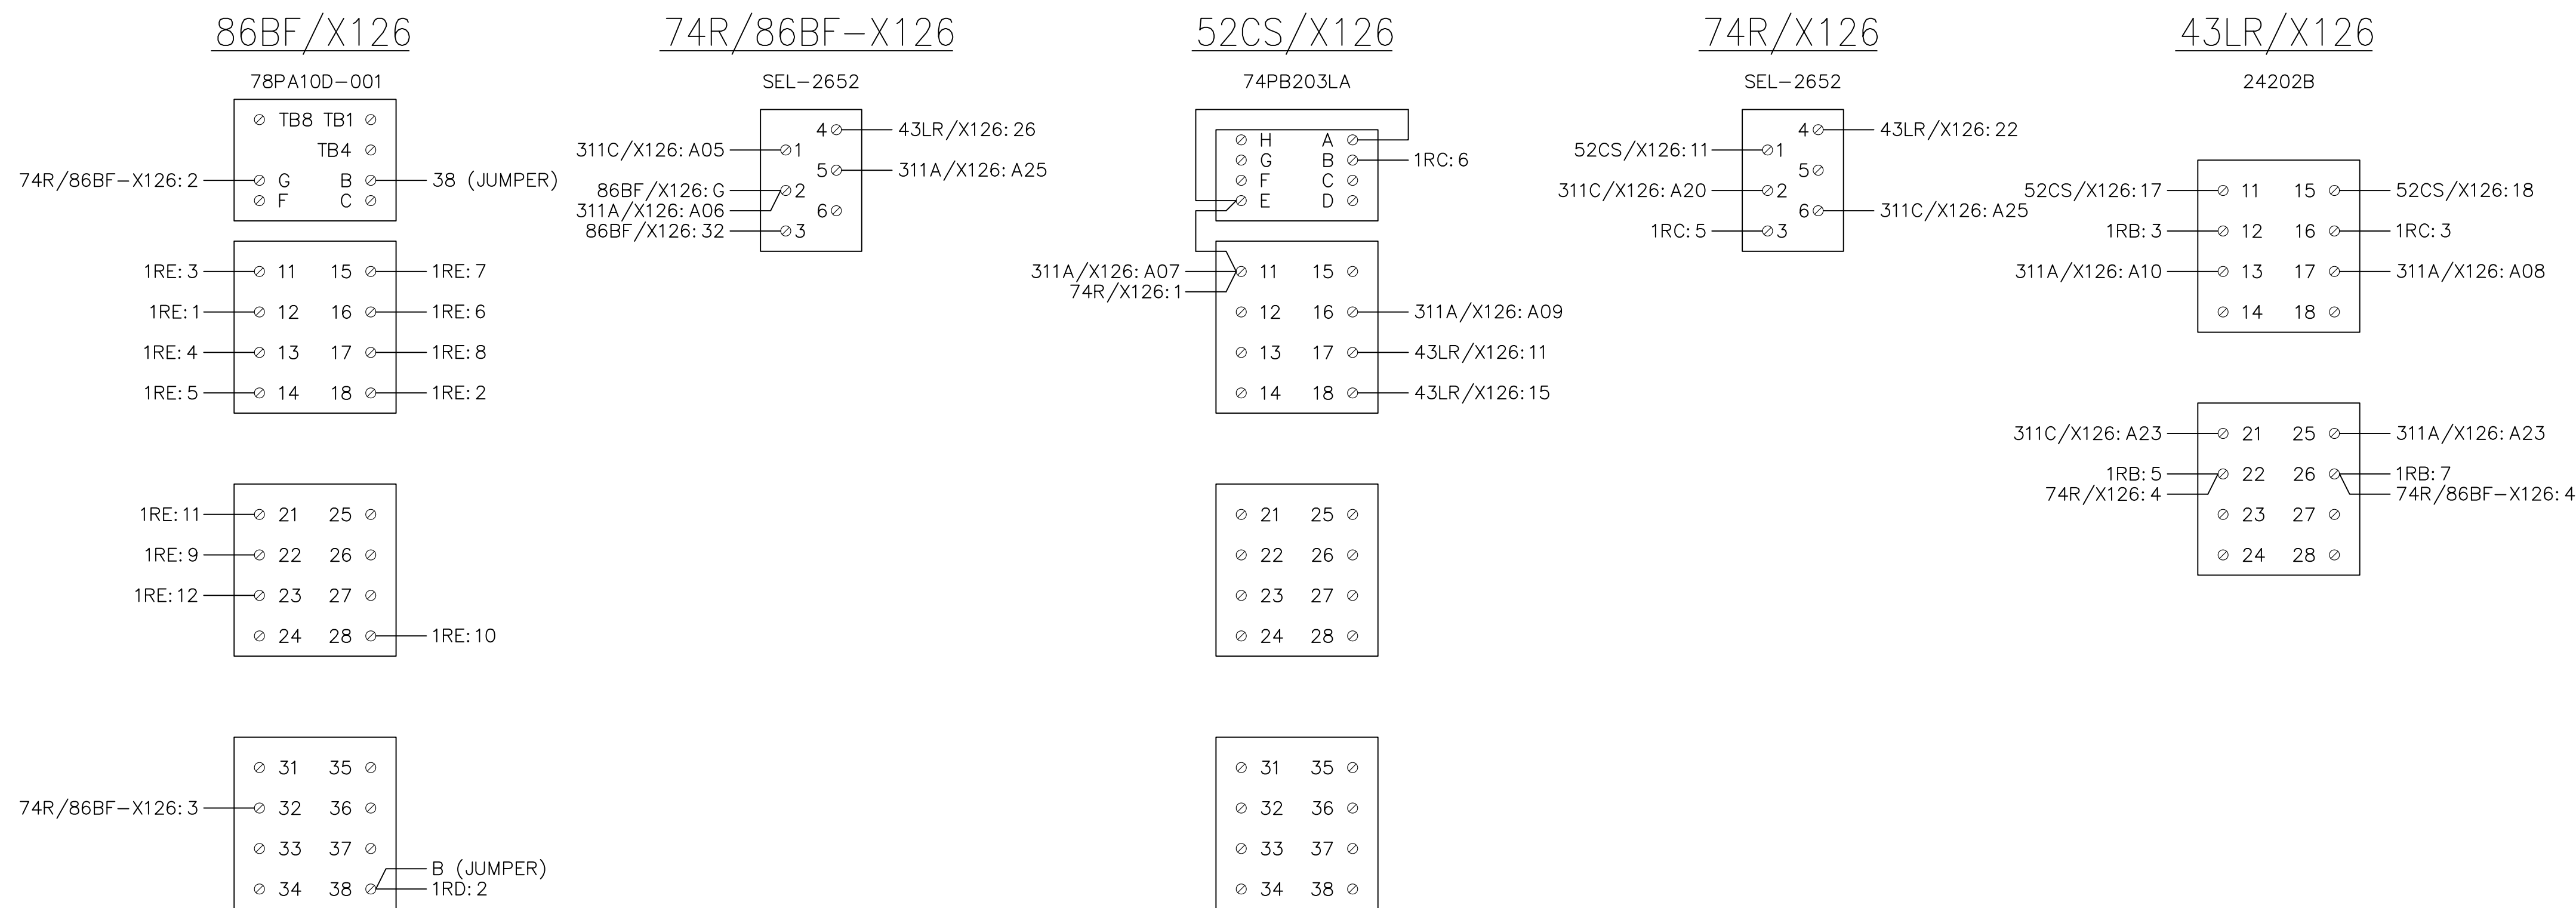 86BF/X126
78PA10D-001
TB8 TB1
TB4
74R/86BF-X126:2 G B 38 (JUMPER)
F C
1RE:3 11 15 1RE:7
1RE:1 12 16 1RE:6
1RE:4 13 17 1RE:8
1RE:5 14 18 1RE:2
1RE:11 21 25
1RE:9 22 26
1RE:12 23 27
24 28 1RE:10
31 35
74R/86BF-X126:3 32 36
33 37
B (JUMPER)
34 38 1RD:2
74R/86BF-X126
SEL-2652
4 43LR/X126:26
311C/X126:A05 1
5 311A/X126:A25
86BF/X126:G 2
311A/X126:A06 6
86BF/X126:32 3
52CS/X126
74PB203LA
H A
G B 1RC:6
F C
E D
311A/X126:A07 11 15
74R/X126:1
12 16 311A/X126:A09
13 17 43LR/X126:11
14 18 43LR/X126:15
21 25
22 26
23 27
24 28
31 35
32 36
33 37
34 38
74R/X126
SEL-2652
4 43LR/X126:22
52CS/X126:11 1
5
311C/X126:A20 2
6 311C/X126:A25
1RC:5 3
43LR/X126
24202B
52CS/X126:17 11 15 52CS/X126:18
1RB:3 12 16 1RC:3
311A/X126:A10 13 17 311A/X126:A08
14 18
311C/X126:A23 21 25 311A/X126:A23
1RB:5 22 26 1RB:7
74R/X126:4 74R/86BF-X126:4
23 27
24 28